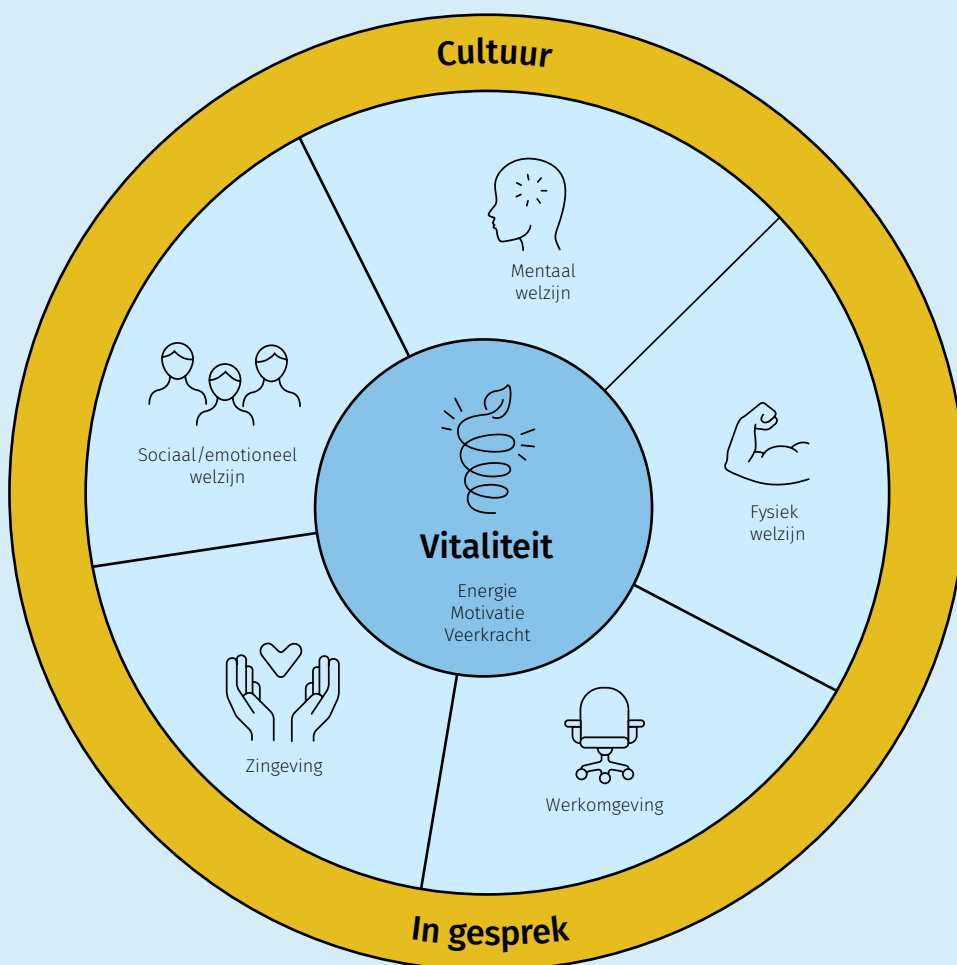 Cultuur
Mentaal
welzijn
Sociaal/emotioneel
welzijn
Fysiek
welzijn
Vitaliteit
Energie
Motivatie
Veerkracht
Zingeving
Werkomgeving
In gesprek